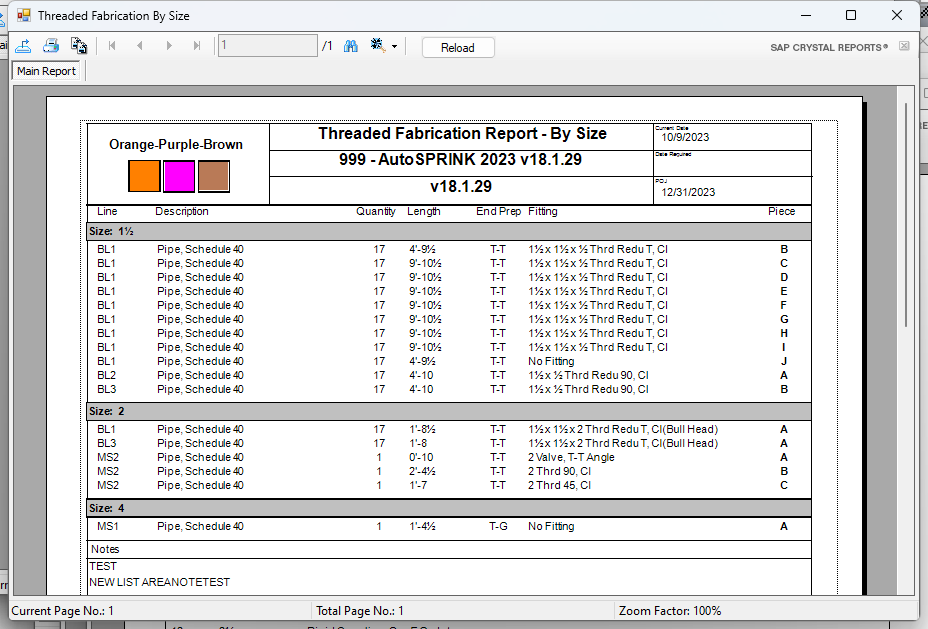 Threaded Fabrication By Size
1 /1 Reload SAP CRYSTAL REPORTS®
Main Report
Orange-Purple-Brown
Threaded Fabrication Report - By Size
Current Date
10/9/2023
999 - AutoSPRINK 2023 v18.1.29
Date Required
v18.1.29
12/31/2023
Line Description Quantity Length End Prep Fitting Piece
Size: 1½
BL1 Pipe, Schedule 40 17 4'-9½ T-T 1½ x 1½ x ½ Thrd Redu T, CI B
BL1 Pipe, Schedule 40 17 9'-10½ T-T 1½ x 1½ x ½ Thrd Redu T, CI C
BL1 Pipe, Schedule 40 17 9'-10½ T-T 1½ x 1½ x ½ Thrd Redu T, CI D
BL1 Pipe, Schedule 40 17 9'-10½ T-T 1½ x 1½ x ½ Thrd Redu T, CI E
BL1 Pipe, Schedule 40 17 9'-10½ T-T 1½ x 1½ x ½ Thrd Redu T, CI F
BL1 Pipe, Schedule 40 17 9'-10½ T-T 1½ x 1½ x ½ Thrd Redu T, CI G
BL1 Pipe, Schedule 40 17 9'-10½ T-T 1½ x 1½ x ½ Thrd Redu T, CI H
BL1 Pipe, Schedule 40 17 9'-10½ T-T 1½ x 1½ x ½ Thrd Redu T, CI I
BL1 Pipe, Schedule 40 17 4'-9½ T-T No Fitting J
BL2 Pipe, Schedule 40 17 4'-10 T-T 1½ x ½ Thrd Redu 90, CI A
BL3 Pipe, Schedule 40 17 4'-10 T-T 1½ x ½ Thrd Redu 90, CI B
Size: 2
BL1 Pipe, Schedule 40 17 1'-8½ T-T 1½ x 1½ x 2 Thrd Redu T, CI(Bull Head) A
BL3 Pipe, Schedule 40 17 1'-8 T-T 1½ x 1½ x 2 Thrd Redu T, CI(Bull Head) A
MS2 Pipe, Schedule 40 1 0'-10 T-T 2 Valve, T-T Angle A
MS2 Pipe, Schedule 40 1 2'-4½ T-T 2 Thrd 90, CI B
MS2 Pipe, Schedule 40 1 1'-7 T-T 2 Thrd 45, CI C
Size: 4
MS1 Pipe, Schedule 40 1 1'-4½ T-G No Fitting A
Notes
TEST
NEW LIST AREANOTETEST
Current Page No.: 1 Total Page No.: 1 Zoom Factor: 100%